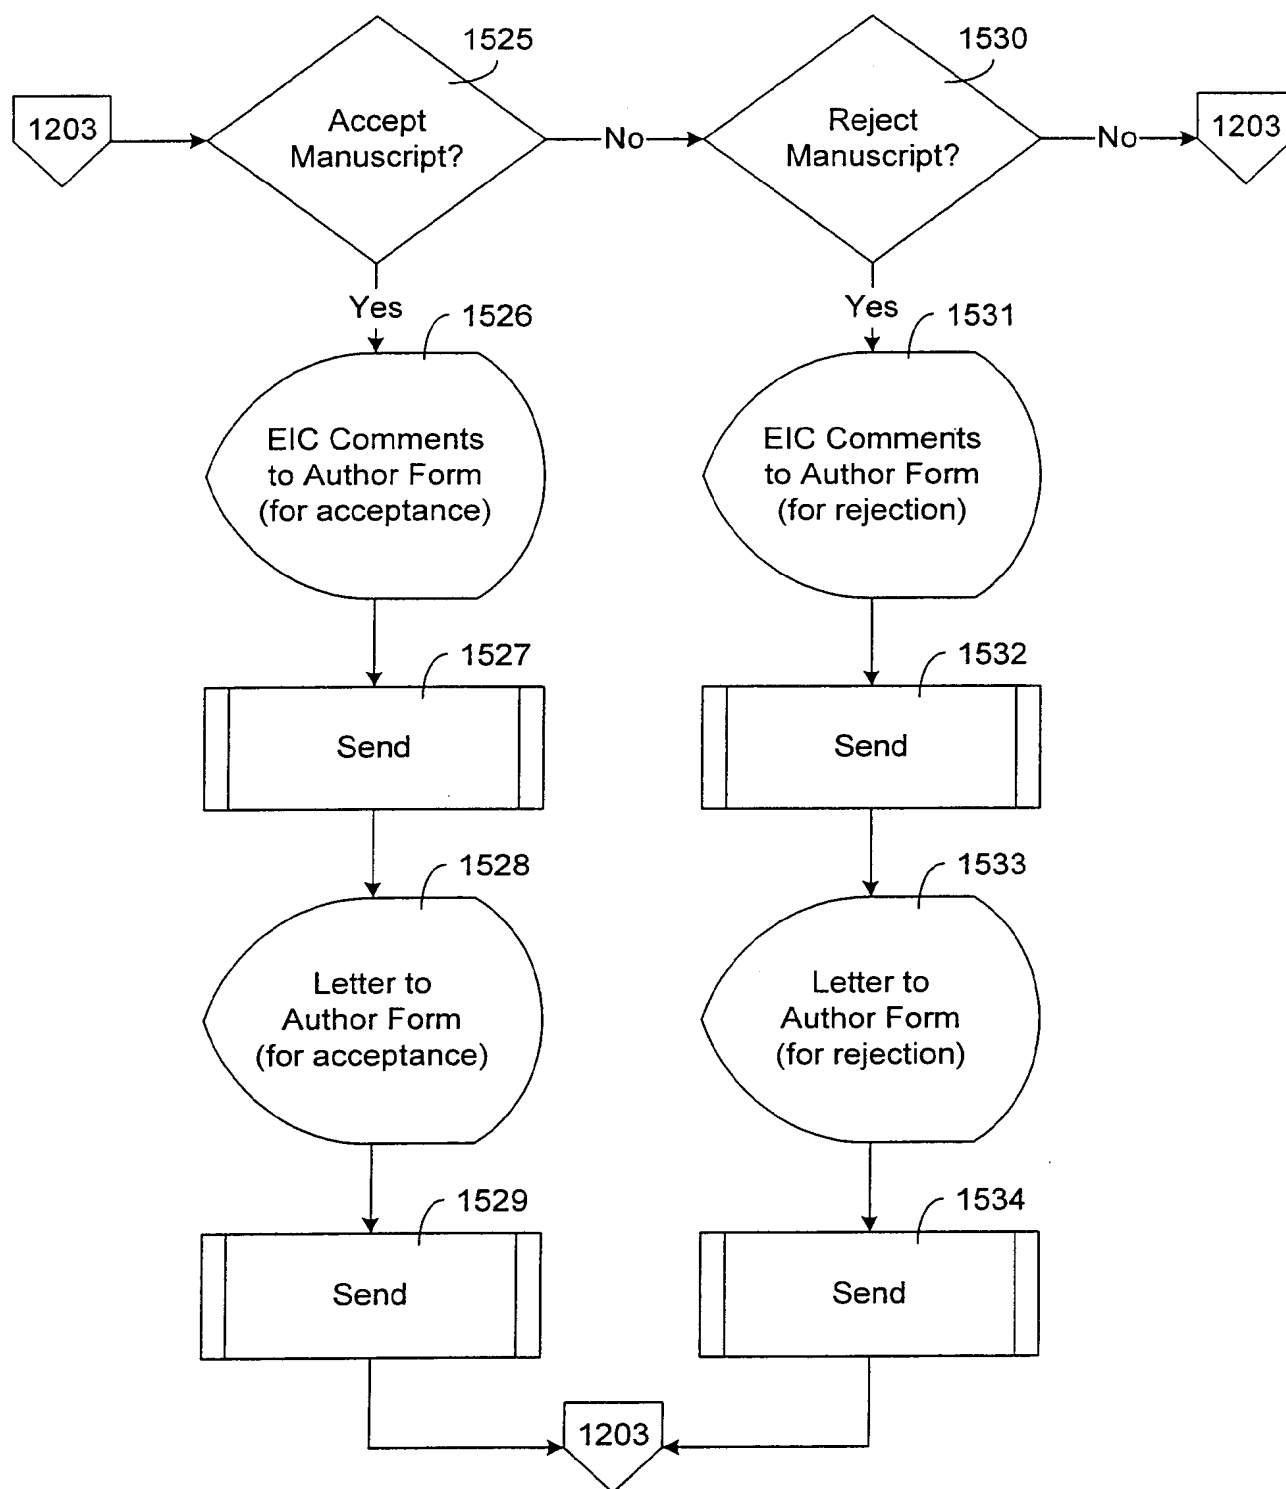 1525
1530
1203
Accept
Manuscript?
No
Reject
Manuscript?
No
1203
Yes
1526
Yes
1531
EIC Comments
to Author Form
(for acceptance)
EIC Comments
to Author Form
(for rejection)
1527
1532
Send
Send
1528
1533
Letter to
Author Form
(for acceptance)
Letter to
Author Form
(for rejection)
1529
1534
Send
Send
1203